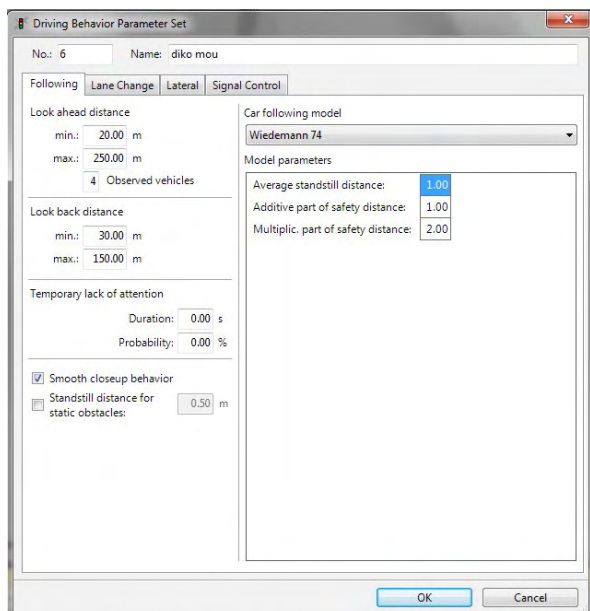 Driving Behavior Parameter Set
No.: 6 Name: diko mou
Following Lane Change Lateral Signal Control
Look ahead distance
min.: 20.00 m
max.: 250.00 m
4 Observed vehicles
Look back distance
min.: 30.00 m
max.: 150.00 m
Temporary lack of attention
Duration: 0.00 s
Probability: 0.00 %
Smooth closeup behavior
Standstill distance for
static obstacles: 0.50 m
Car following model
Wiedemann 74
Model parameters
Average standstill distance: 1.00
Additive part of safety distance: 1.00
Multiplic. part of safety distance: 2.00
OK Cancel